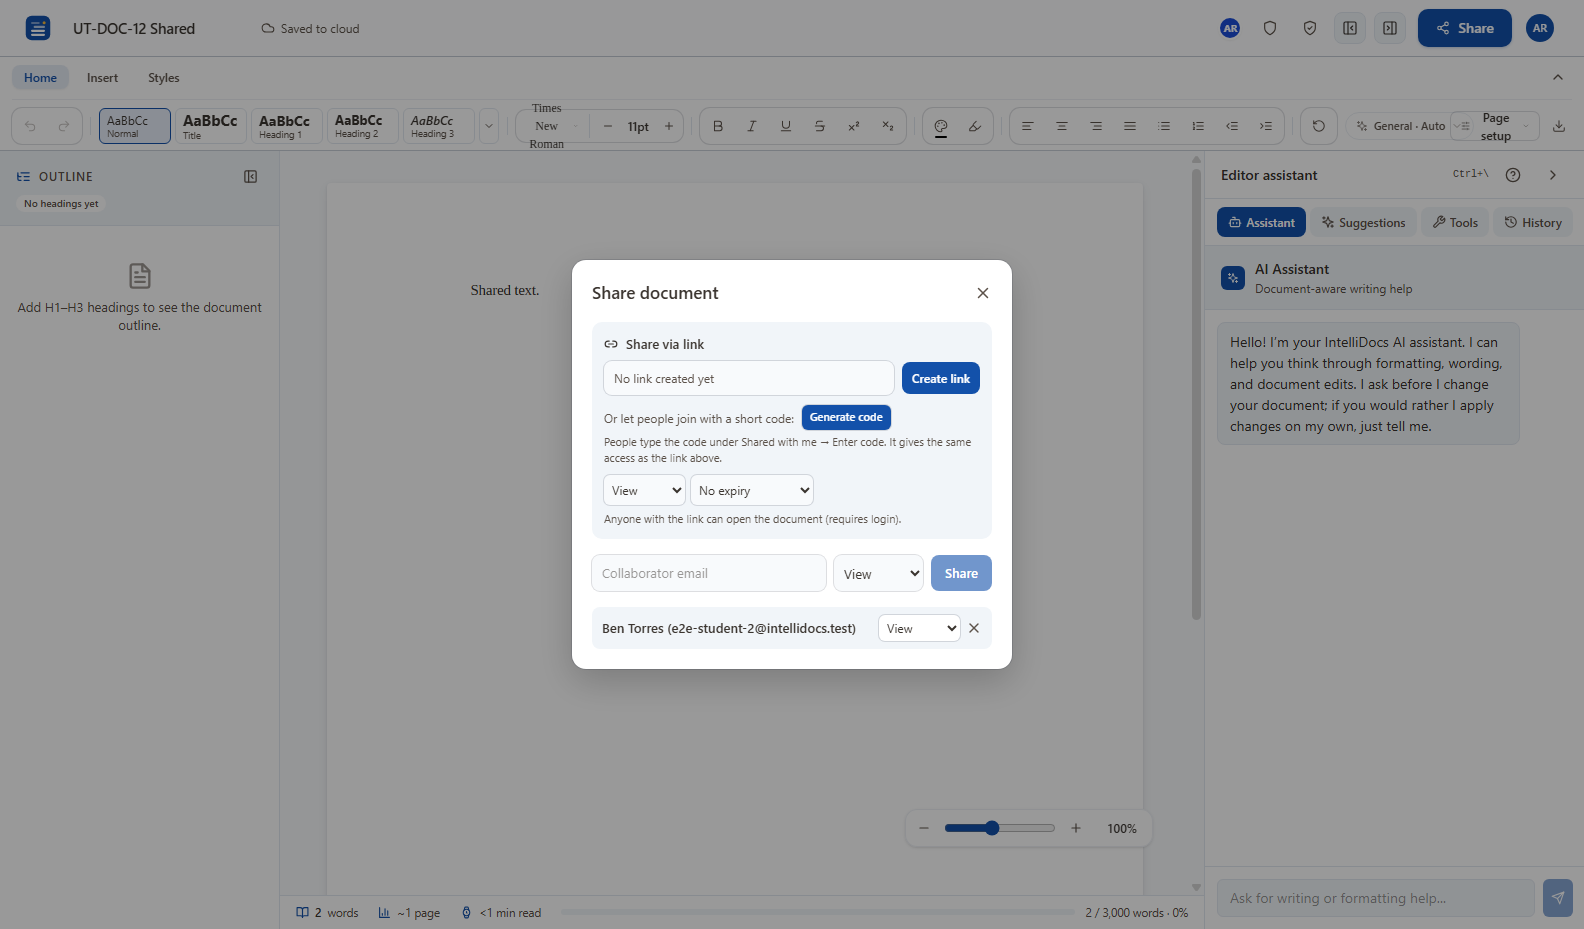 UT-DOC-12 Shared
Saved to cloud
AR
Share
AR
Home
Insert
Styles
AaBbCc
Normal
AaBbCc
Title
AaBbCc
Heading 1
AaBbCc
Heading 2
AaBbCc
Heading 3
Times
New
Roman
11pt
B
I
U
S
x²
x₂
General · Auto
Page
setup
OUTLINE
No headings yet
Add H1–H3 headings to see the document
outline.
Shared text.
Share document
Share via link
No link created yet
Create link
Or let people join with a short code:
Generate code
People type the code under Shared with me → Enter code. It gives the same
access as the link above.
View
No expiry
Anyone with the link can open the document (requires login).
Collaborator email
View
Share
Ben Torres (e2e-student-2@intellidocs.test)
View
100%
2 words
~1 page
<1 min read
2 / 3,000 words · 0%
Editor assistant
Ctrl+\
Assistant
Suggestions
Tools
History
AI Assistant
Document-aware writing help
Hello! I'm your IntelliDocs AI assistant. I can
help you think through formatting, wording,
and document edits. I ask before I change
your document; if you would rather I apply
changes on my own, just tell me.
Ask for writing or formatting help...